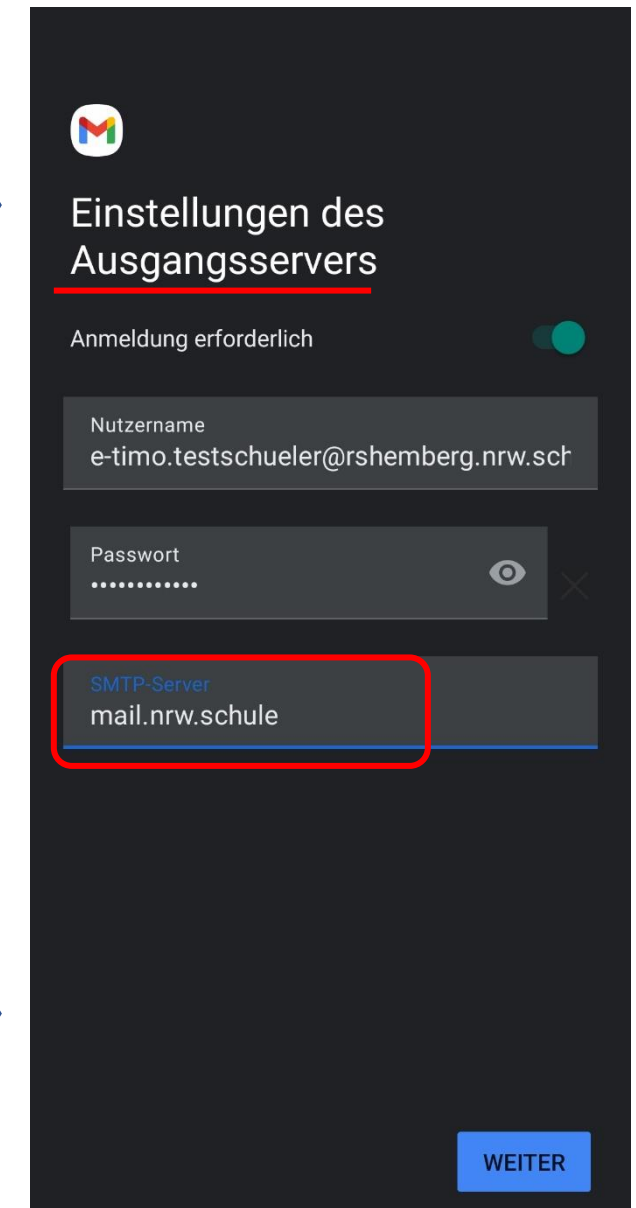 Einstellungen des
Ausgangsservers
Anmeldung erforderlich
Nutzername
e-timo.testschueler@rshemberg.nrw.sch
Passwort
••••••••••••
SMTP-Server
mail.nrw.schule
WEITER